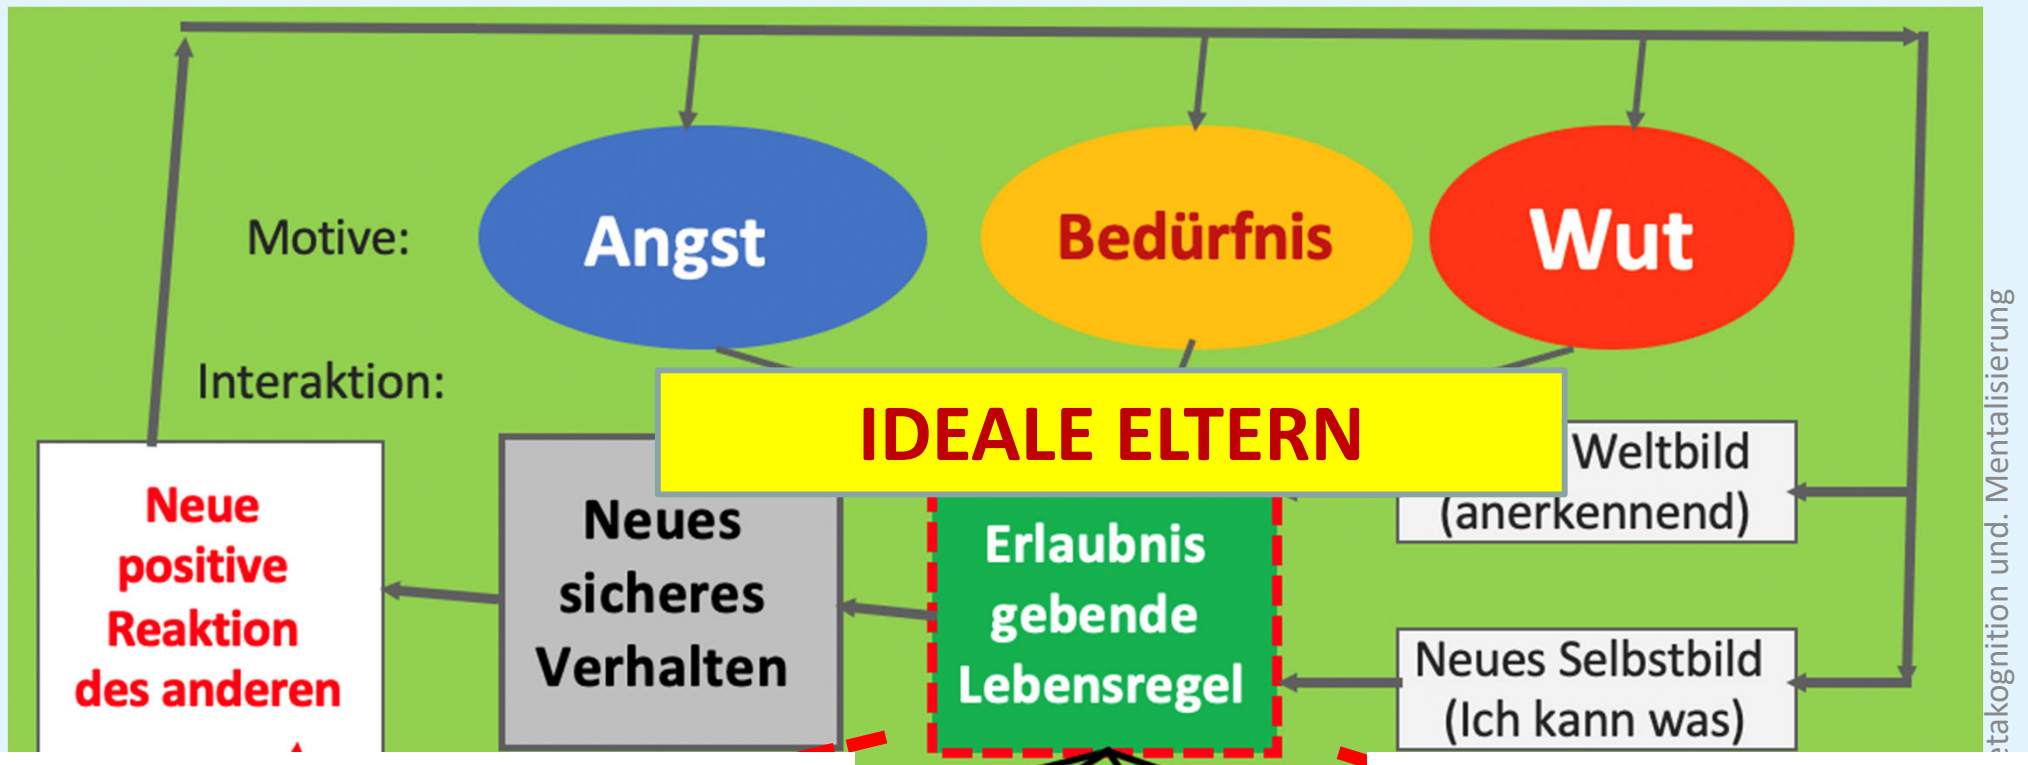 Motive:
Angst
Bedürfnis
Wut
Interaktion:
IDEALE ELTERN
Neue
positive
Reaktion
des anderen
Neues
sicheres
Verhalten
Erlaubnis
gebende
Lebensregel
Weltbild
(anerkennend)
Neues Selbstbild
(Ich kann was)
etakognition und. Mentalisierung